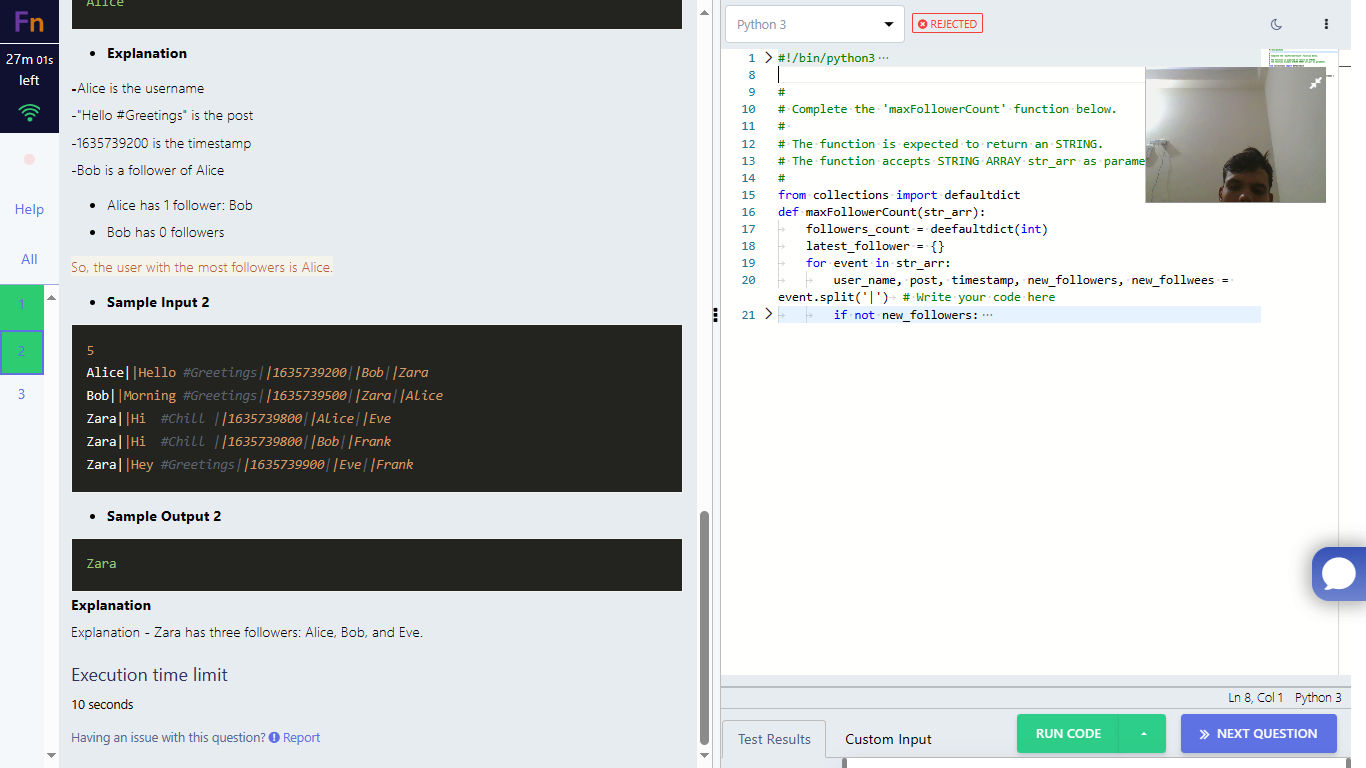 Fn
27m 01s
left
Help
All
1
2
3
Alice
• Explanation
-Alice is the username
-"Hello #Greetings" is the post
-1635739200 is the timestamp
-Bob is a follower of Alice
• Alice has 1 follower: Bob
• Bob has 0 followers
So, the user with the most followers is Alice.
• Sample Input 2
5
Alice||Hello #Greetings||1635739200||Bob||Zara
Bob||Morning #Greetings||1635739500||Zara||Alice
Zara||Hi  #Chill ||1635739800||Alice||Eve
Zara||Hi  #Chill ||1635739800||Bob||Frank
Zara||Hey #Greetings||1635739900||Eve||Frank
• Sample Output 2
Zara
Explanation
Explanation - Zara has three followers: Alice, Bob, and Eve.
Execution time limit
10 seconds
Having an issue with this question? Report
Python 3
REJECTED
1 #!/bin/python3 ···
8
9 #
10 # Complete the 'maxFollowerCount' function below.
11 #
12 # The function is expected to return an STRING.
13 # The function accepts STRING ARRAY str_arr as parame
14 #
15 from collections import defaultdict
16 def maxFollowerCount(str_arr):
17 followers_count = deefaultdict(int)
18 latest_follower = {}
19 for event in str_arr:
20 user_name, post, timestamp, new_followers, new_follwees =
event.split('|') # Write your code here
21 if not new_followers: ···
Ln 8, Col 1 Python 3
Test Results
Custom Input
RUN CODE
NEXT QUESTION